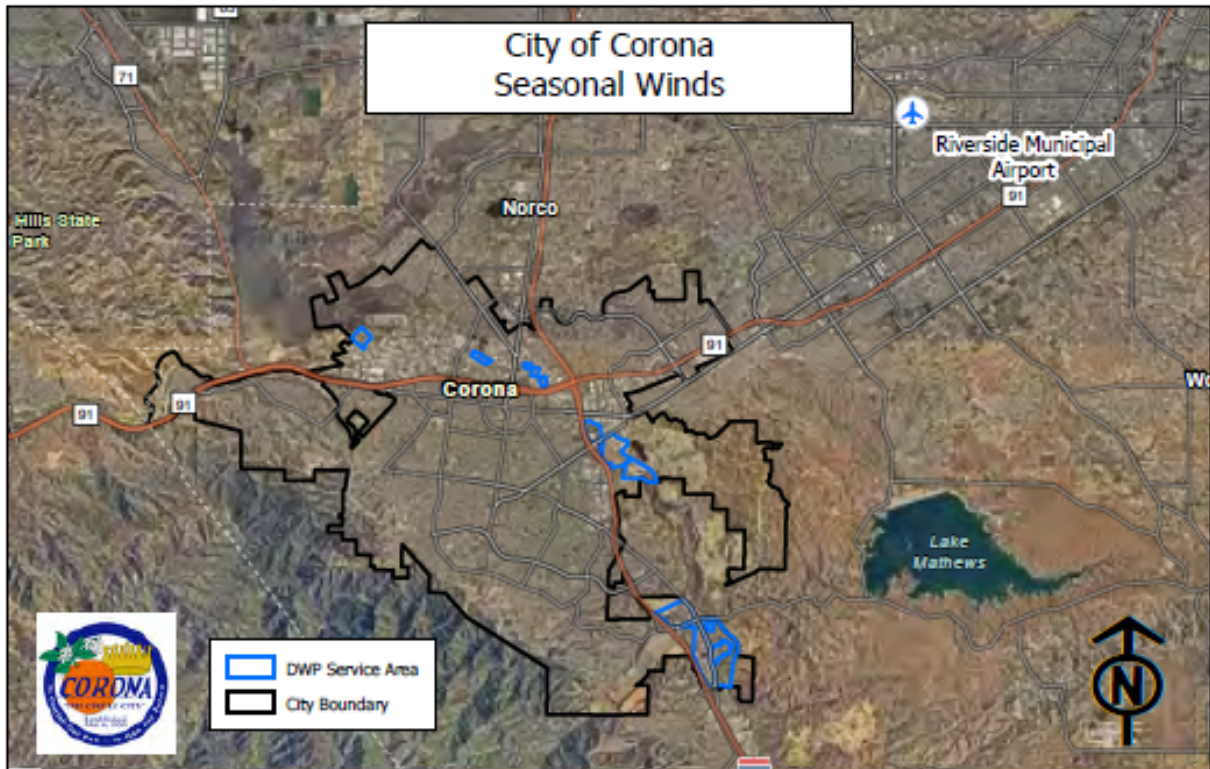 City of Corona
Seasonal Winds
71
Riverside Municipal
Airport
91
Norco
Hills State
Park
91
Corona
91
91
Lake
Mathews
CORONA
DWP Service Area
City Boundary
N